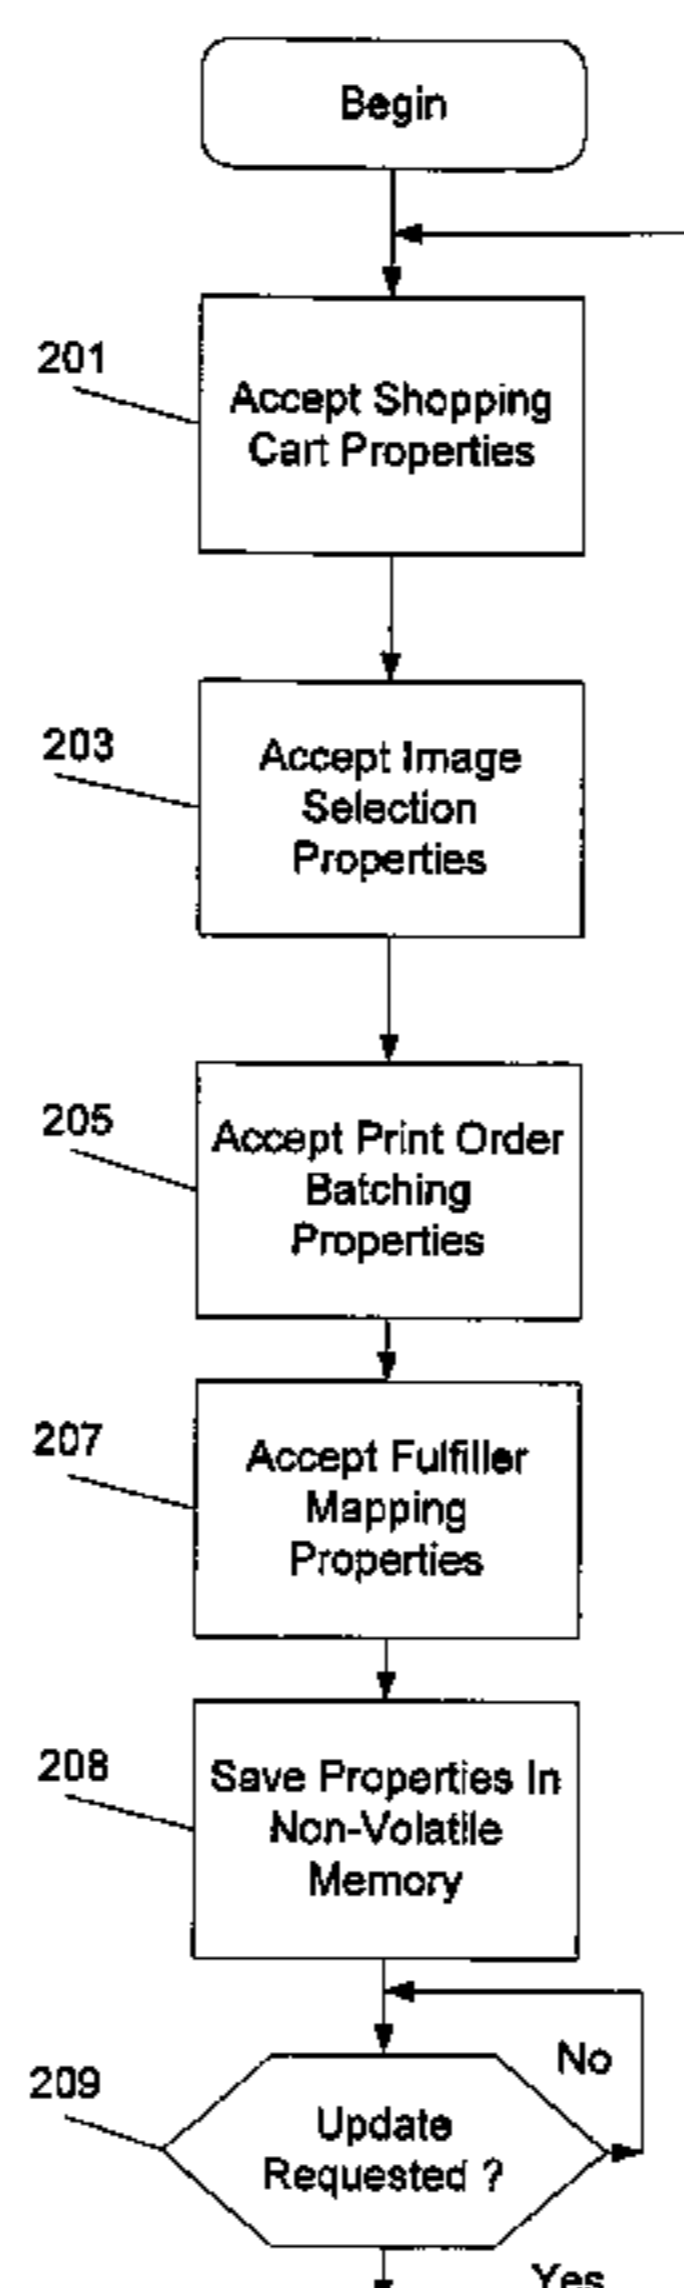 Begin
201
Accept Shopping
Cart Properties
203
Accept Image
Selection
Properties
205
Accept Print Order
Batching
Properties
207
Accept Fulfiller
Mapping
Properties
208
Save Properties In
Non-Volatile
Memory
No
209
Update
Requested ?
Yes